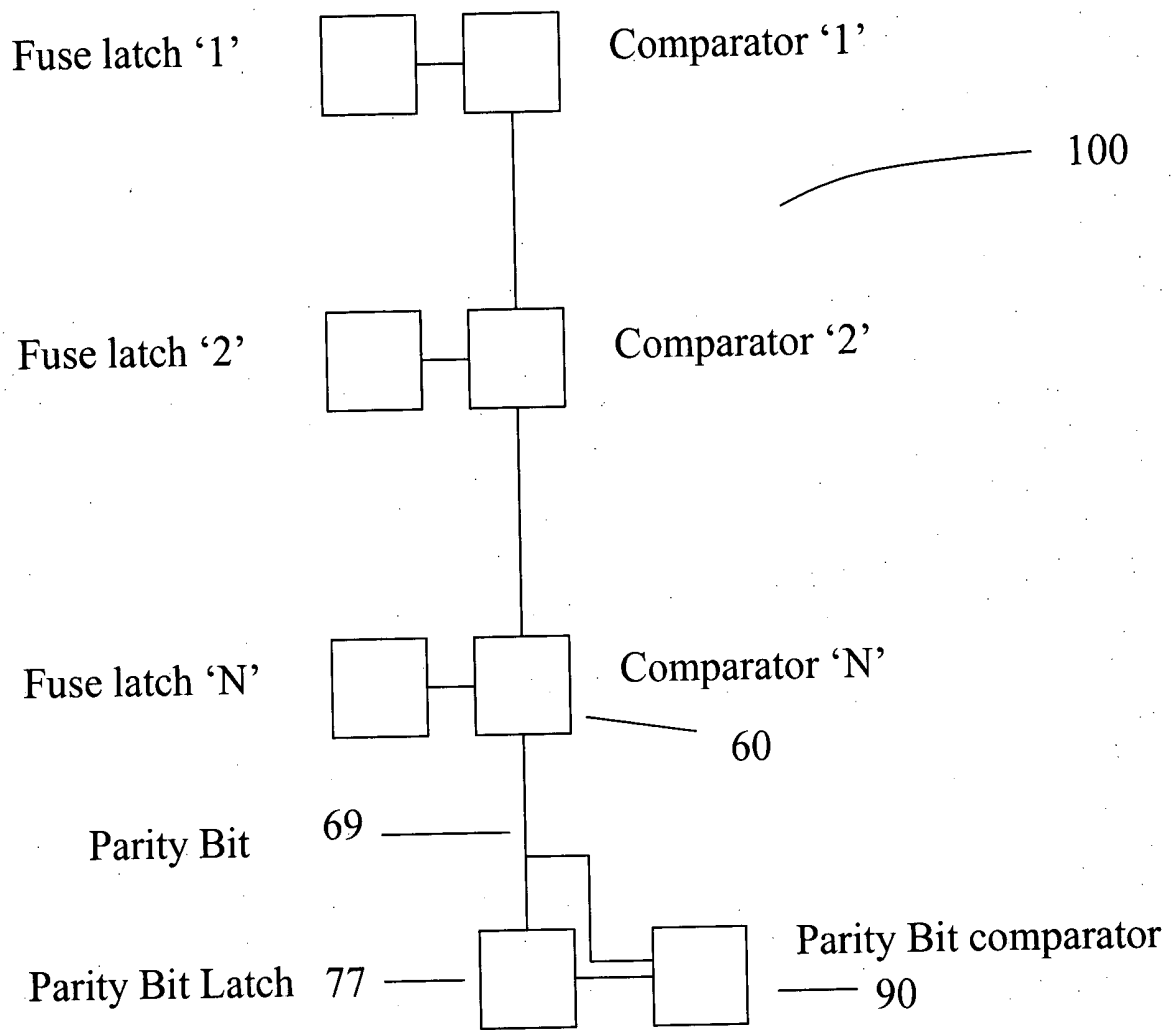 Fuse latch ‘1’
Comparator ‘1’
100
Fuse latch ‘2’
Comparator ‘2’
Fuse latch ‘N’
Comparator ‘N’
60
Parity Bit
69
Parity Bit Latch
77
Parity Bit comparator
90